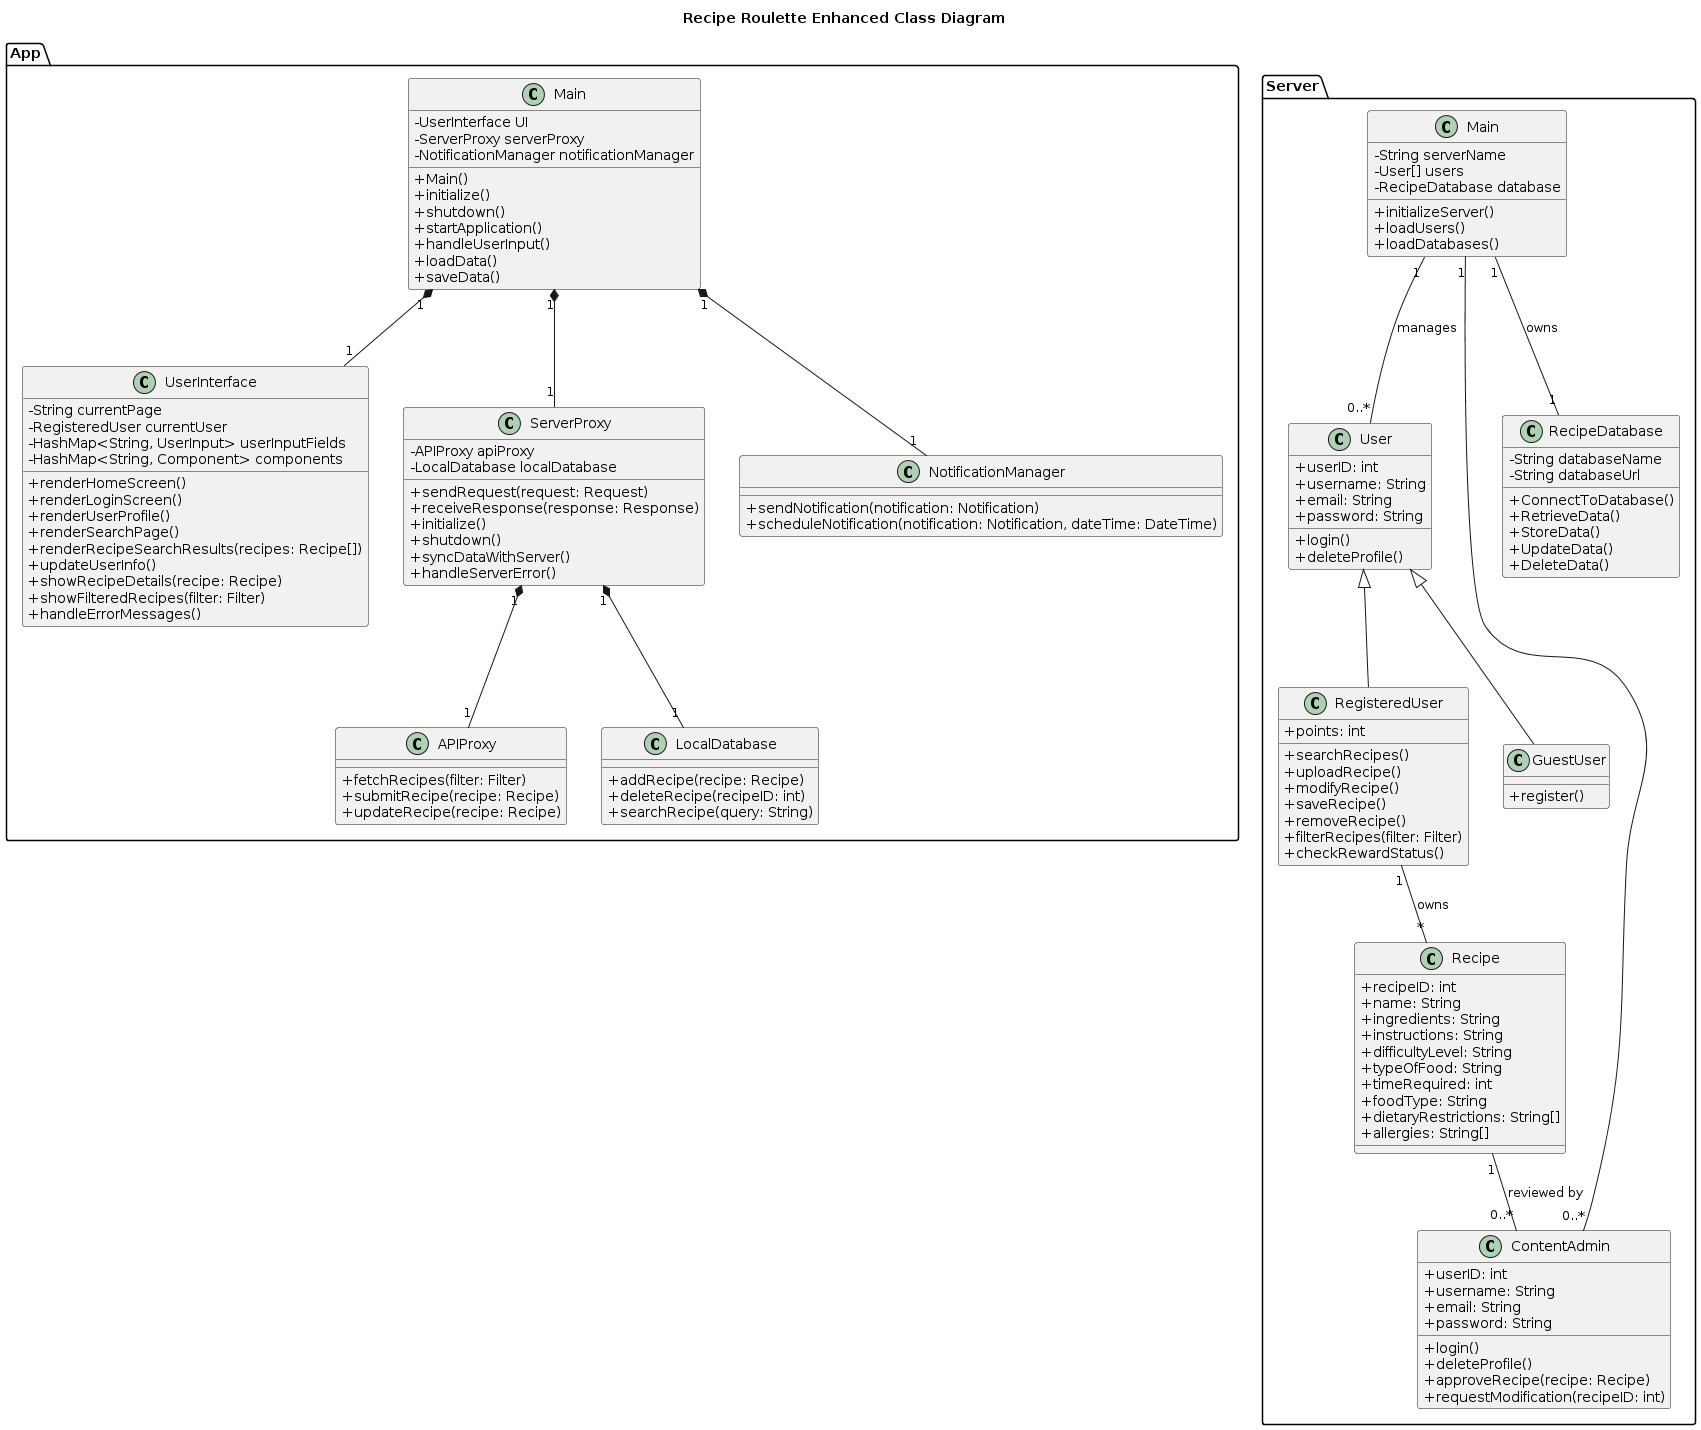 Recipe Roulette Enhanced Class Diagram
App
C Main
-UserInterface UI
-ServerProxy serverProxy
-NotificationManager notificationManager
+Main()
+initialize()
+shutdown()
+startApplication()
+handleUserInput()
+loadData()
+saveData()
1
1
1
1
1
1
C UserInterface
-String currentPage
-RegisteredUser currentUser
-HashMap<String, UserInput> userInputFields
-HashMap<String, Component> components
+renderHomeScreen()
+renderLoginScreen()
+renderUserProfile()
+renderSearchPage()
+renderRecipeSearchResults(recipes: Recipe[])
+updateUserInfo()
+showRecipeDetails(recipe: Recipe)
+showFilteredRecipes(filter: Filter)
+handleErrorMessages()
C ServerProxy
-APIProxy apiProxy
-LocalDatabase localDatabase
+sendRequest(request: Request)
+receiveResponse(response: Response)
+initialize()
+shutdown()
+syncDataWithServer()
+handleServerError()
C NotificationManager
+sendNotification(notification: Notification)
+scheduleNotification(notification: Notification, dateTime: DateTime)
1
1
1
1
C APIProxy
+fetchRecipes(filter: Filter)
+submitRecipe(recipe: Recipe)
+updateRecipe(recipe: Recipe)
C LocalDatabase
+addRecipe(recipe: Recipe)
+deleteRecipe(recipeID: int)
+searchRecipe(query: String)
Server
C Main
-String serverName
-User[] users
-RecipeDatabase database
+initializeServer()
+loadUsers()
+loadDatabases()
1
1
1
manages
owns
0..*
1
C User
+userID: int
+username: String
+email: String
+password: String
+login()
+deleteProfile()
C RecipeDatabase
-String databaseName
-String databaseUrl
+ConnectToDatabase()
+RetrieveData()
+StoreData()
+UpdateData()
+DeleteData()
C RegisteredUser
+points: int
+searchRecipes()
+uploadRecipe()
+modifyRecipe()
+saveRecipe()
+removeRecipe()
+filterRecipes(filter: Filter)
+checkRewardStatus()
C GuestUser
+register()
1
owns
*
C Recipe
+recipeID: int
+name: String
+ingredients: String
+instructions: String
+difficultyLevel: String
+typeOfFood: String
+timeRequired: int
+foodType: String
+dietaryRestrictions: String[]
+allergies: String[]
1
reviewed by
0..*
0..*
C ContentAdmin
+userID: int
+username: String
+email: String
+password: String
+login()
+deleteProfile()
+approveRecipe(recipe: Recipe)
+requestModification(recipeID: int)